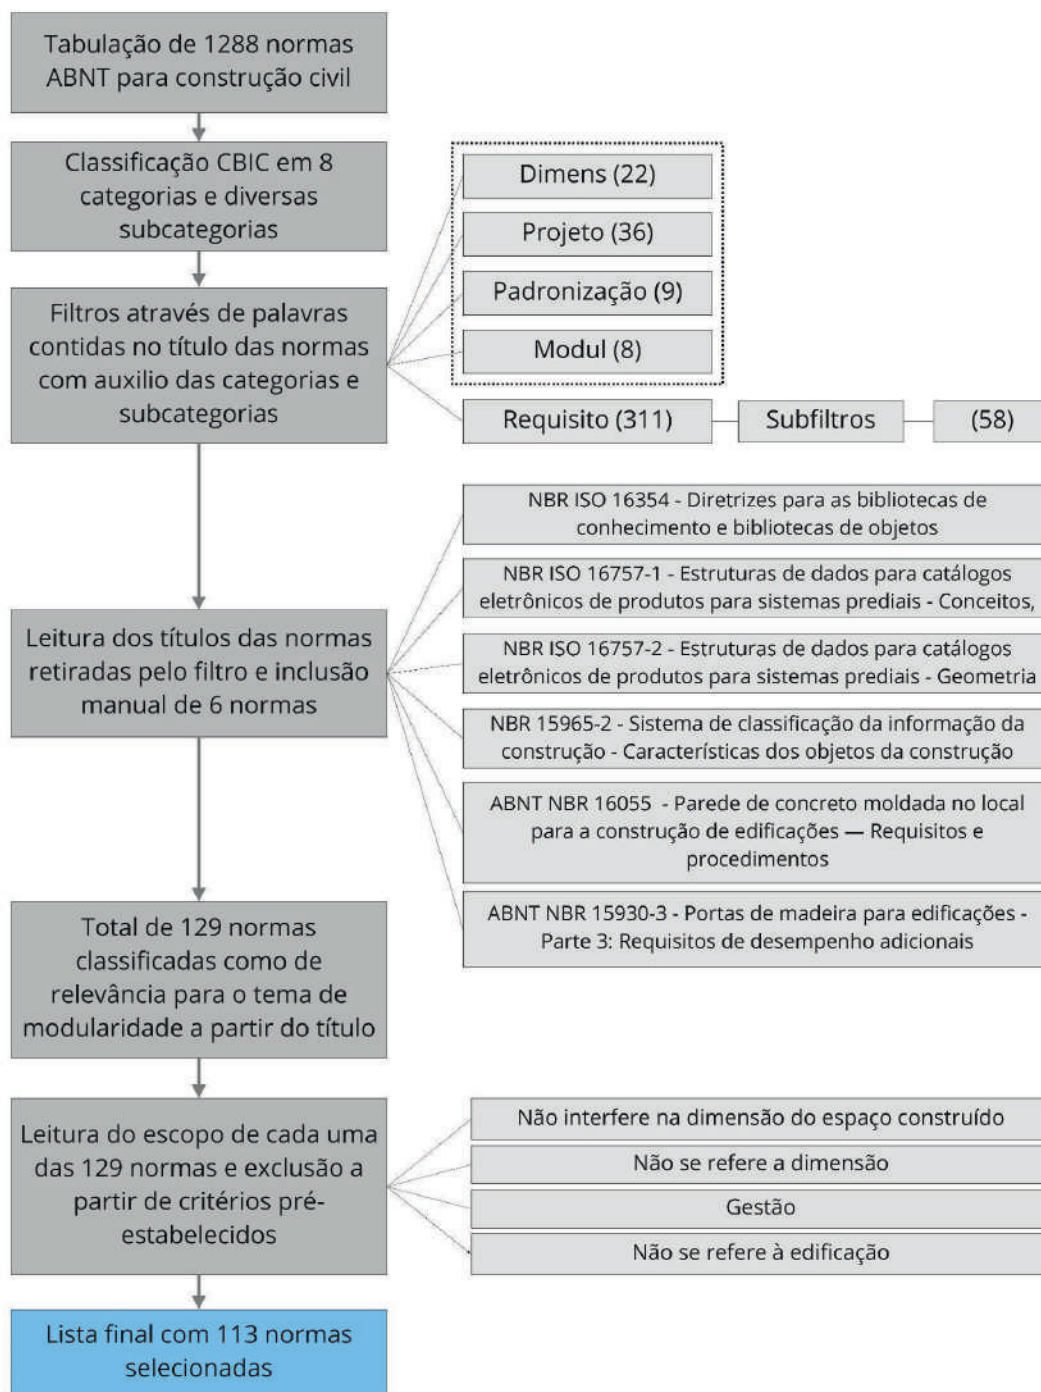 Tabulação de 1288 normas
ABNT para construção civil
Classificação CBIC em 8
categorias e diversas
subcategorias
Filtros através de palavras
contidas no título das normas
com auxilio das categorias e
subcategorias
Dimens (22)
Projeto (36)
Padronização (9)
Modul (8)
Requisito (311)
Subfiltros
(58)
Leitura dos títulos das normas
retiradas pelo filtro e inclusão
manual de 6 normas
NBR ISO 16354 - Diretrizes para as bibliotecas de
conhecimento e bibliotecas de objetos
NBR ISO 16757-1 - Estruturas de dados para catálogos
eletrônicos de produtos para sistemas prediais - Conceitos,
NBR ISO 16757-2 - Estruturas de dados para catálogos
eletrônicos de produtos para sistemas prediais - Geometria
NBR 15965-2 - Sistema de classificação da informação da
construção - Características dos objetos da construção
ABNT NBR 16055 - Parede de concreto moldada no local
para a construção de edificações — Requisitos e
procedimentos
ABNT NBR 15930-3 - Portas de madeira para edificações -
Parte 3: Requisitos de desempenho adicionais
Total de 129 normas
classificadas como de
relevância para o tema de
modularidade a partir do título
Leitura do escopo de cada uma
das 129 normas e exclusão a
partir de critérios pré-
estabelecidos
Não interfere na dimensão do espaço construído
Não se refere a dimensão
Gestão
Não se refere à edificação
Lista final com 113 normas
selecionadas